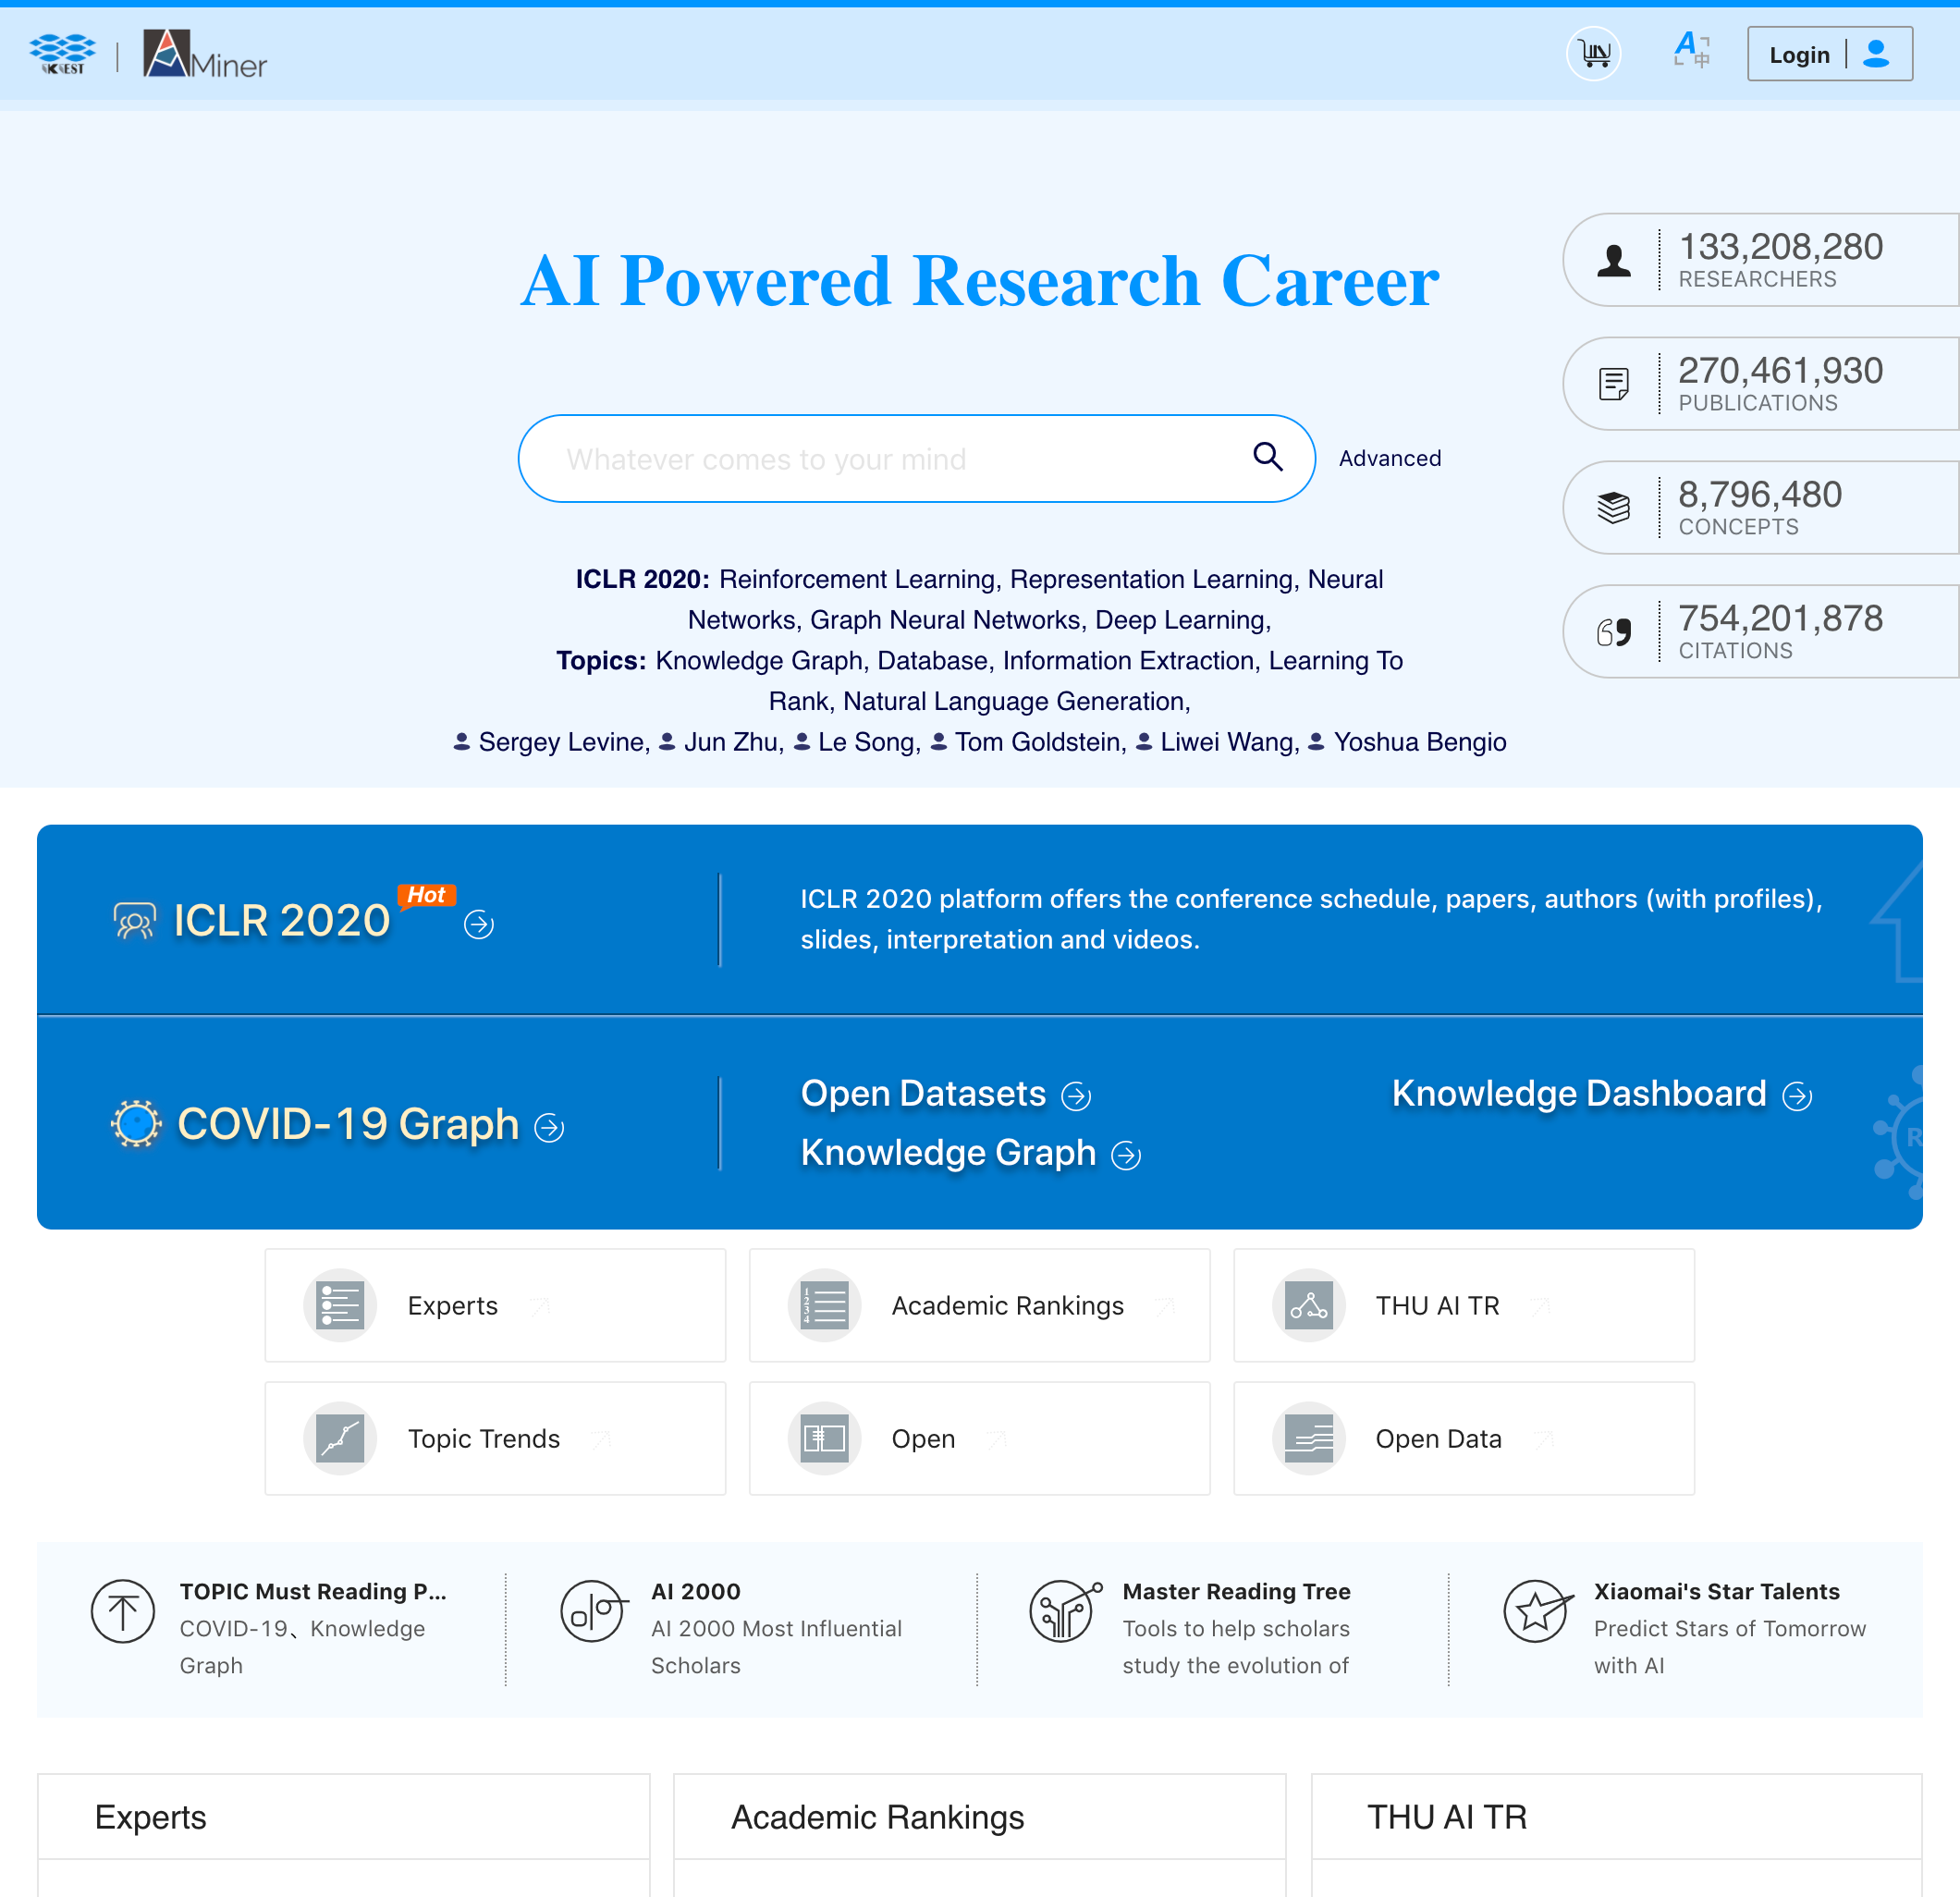 IKCEST
AMiner
A
中
Login
AI Powered Research Career
133,208,280
RESEARCHERS
270,461,930
PUBLICATIONS
8,796,480
CONCEPTS
754,201,878
CITATIONS
Whatever comes to your mind
Advanced
ICLR 2020: Reinforcement Learning, Representation Learning, Neural
Networks, Graph Neural Networks, Deep Learning,
Topics: Knowledge Graph, Database, Information Extraction, Learning To
Rank, Natural Language Generation,
Sergey Levine, Jun Zhu, Le Song, Tom Goldstein, Liwei Wang, Yoshua Bengio
ICLR 2020
Hot
ICLR 2020 platform offers the conference schedule, papers, authors (with profiles),
slides, interpretation and videos.
COVID-19 Graph
Open Datasets
Knowledge Dashboard
Knowledge Graph
R
Experts
1
2
3
4
Academic Rankings
THU AI TR
Topic Trends
Open
Open Data
TOPIC Must Reading P...
COVID-19、Knowledge
Graph
AI 2000
AI 2000 Most Influential
Scholars
Master Reading Tree
Tools to help scholars
study the evolution of
Xiaomai's Star Talents
Predict Stars of Tomorrow
with AI
Experts
Academic Rankings
THU AI TR